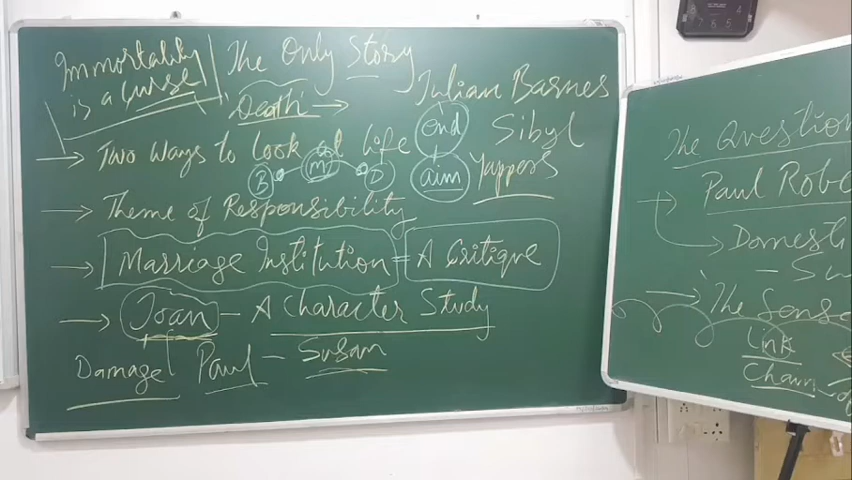 Immortality
is a curse
The Only Story
Death
Julian Barnes
end
Sibyl
Two Ways to look at life
B
m
D
aim
Yappers
Theme of Responsibility
Marriage Institution = A Critique
Joan - A Character Study
Damage
Paul - Susan
The Question
Paul Rob
Domesti
The Sens
Link
Chain